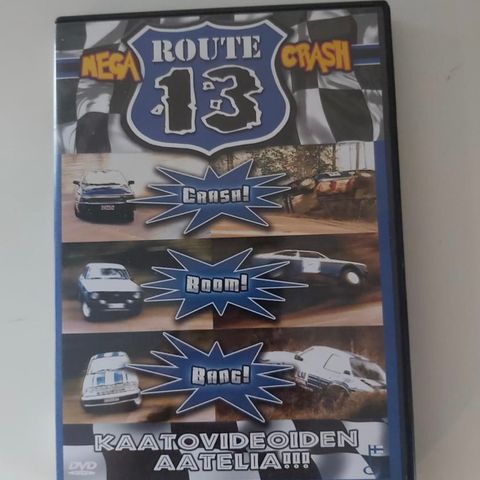 MEGA ROUTE CRASH
13
CRASH!
BOOM!
BANG!
KAATOVIDEOIDEN
AATELIA!!!
DVD